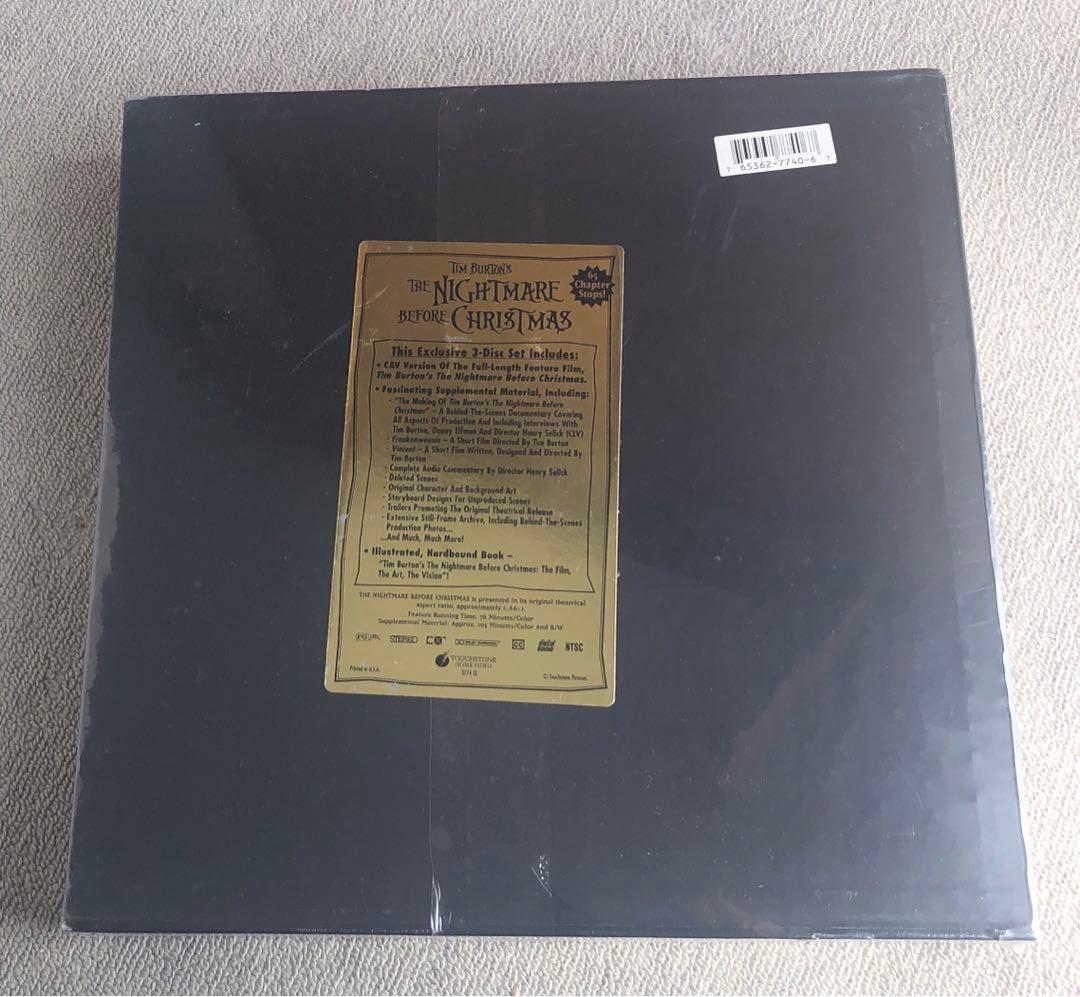 7 65362-7740-6 7
TIM BURTON'S
THE NIGHTMARE
BEFORE CHRISTMAS
65
Chapter
Stops!
This Exclusive 3-Disc Set Includes:
• CAV Version Of The Full-Length Feature Film,
Tim Burton's The Nightmare Before Christmas.
• Fascinating Supplemental Material, Including:
- "The Making Of Tim Burton's The Nightmare Before
Christmas" – A Behind-The-Scenes Documentary Covering
All Aspects Of Production And Including Interviews With
Tim Burton, Danny Elfman And Director Henry Selick (CLV)
- Frankenweenie – A Short Film Directed By Tim Burton
- Vincent – A Short Film Written, Designed And Directed By
Tim Burton
- Complete Audio Commentary By Director Henry Selick
- Deleted Scenes
- Original Character And Background Art
- Storyboard Designs For Unproduced Scenes
- Trailers Promoting The Original Theatrical Release
- Extensive Still-Frame Archive, Including Behind-The-Scenes
Production Photos...
...And Much, Much More!
• Illustrated, Hardbound Book –
"Tim Burton's The Nightmare Before Christmas: The Film,
The Art, The Vision"!
THE NIGHTMARE BEFORE CHRISTMAS is presented in its original theatrical
aspect ratio, approximately 1.66:1.
Feature Running Time: 76 Minutes/Color
Supplemental Material: Approx. 105 Minutes/Color And B/W
PG STEREO CX CC digital sound NTSC
TOUCHSTONE
HOME VIDEO
Printed in U.S.A.
© Touchstone Pictures